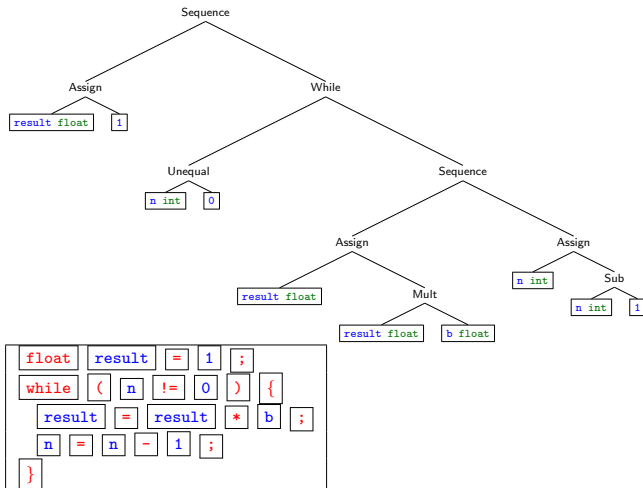 Sequence
Assign While
result float 1
Unequal Sequence
n int 0
Assign Assign
result float Mult n int Sub
result float b float n int 1
float result = 1 ;
while ( n != 0 ) {
result = result * b ;
n = n - 1 ;
}